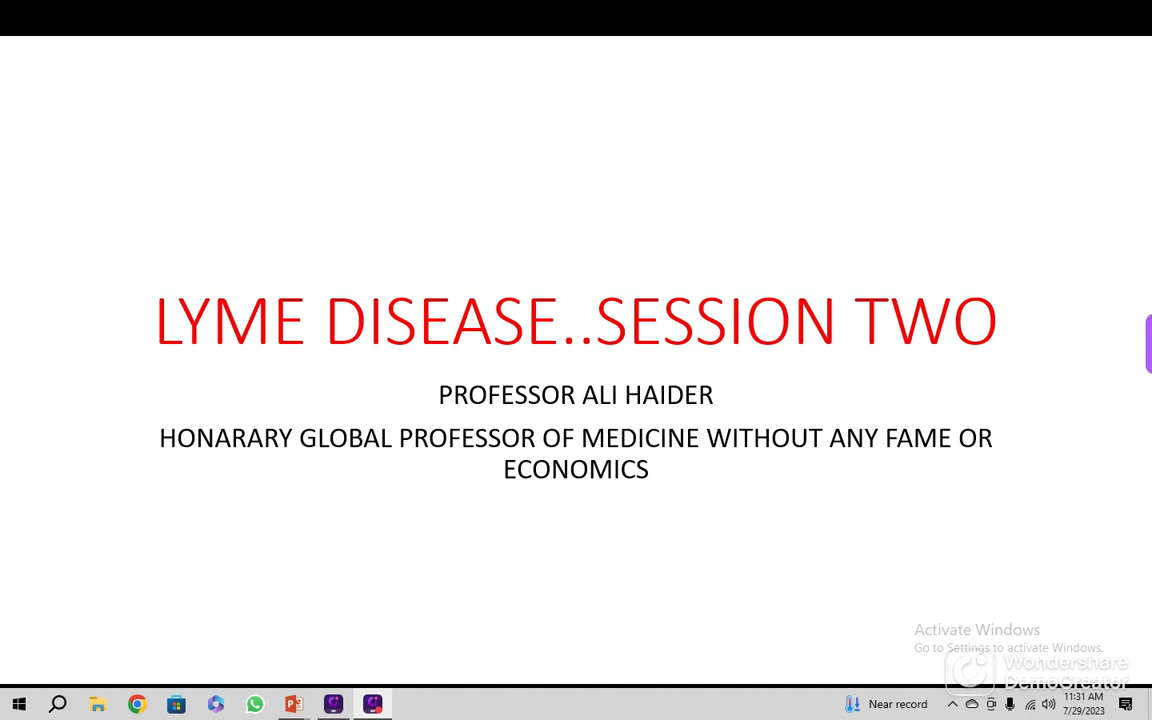 LYME DISEASE..SESSION TWO
PROFESSOR ALI HAIDER
HONARARY GLOBAL PROFESSOR OF MEDICINE WITHOUT ANY FAME OR
ECONOMICS
Activate Windows
Go to Settings to activate Windows.
Wondershare
DemoCreator
Near record
11:31 AM
7/29/2023